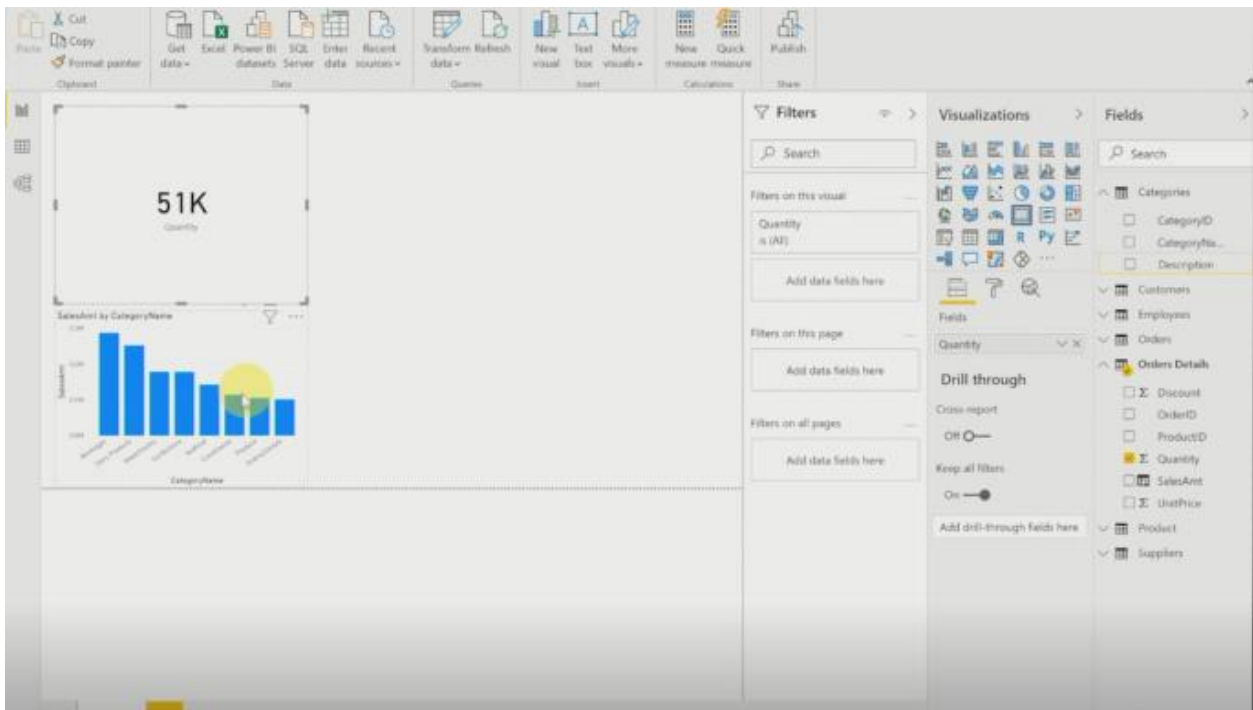 Cut
Copy
Format painter
Paste
Clipboard
Get data
Excel
Power BI datasets
SQL Server
Enter data
Recent sources
Data
Transform data
Refresh
Queries
New visual
Text box
More visuals
Insert
New measure
Quick measure
Calculations
Publish
Share
51K
Quantity
SalesAmt by CategoryName
SalesAmt
CategoryName
Filters
Search
Filters on this visual
Quantity
is (All)
Add data fields here
Filters on this page
Add data fields here
Filters on all pages
Add data fields here
Visualizations
R
Py
Fields
Quantity
Drill through
Cross report
Off
Keep all filters
On
Add drill-through fields here
Fields
Search
Categories
CategoryID
CategoryNa...
Description
Customers
Employees
Orders
Orders Details
Σ Discount
OrderID
ProductID
Σ Quantity
SalesAmt
Σ UnitPrice
Product
Suppliers